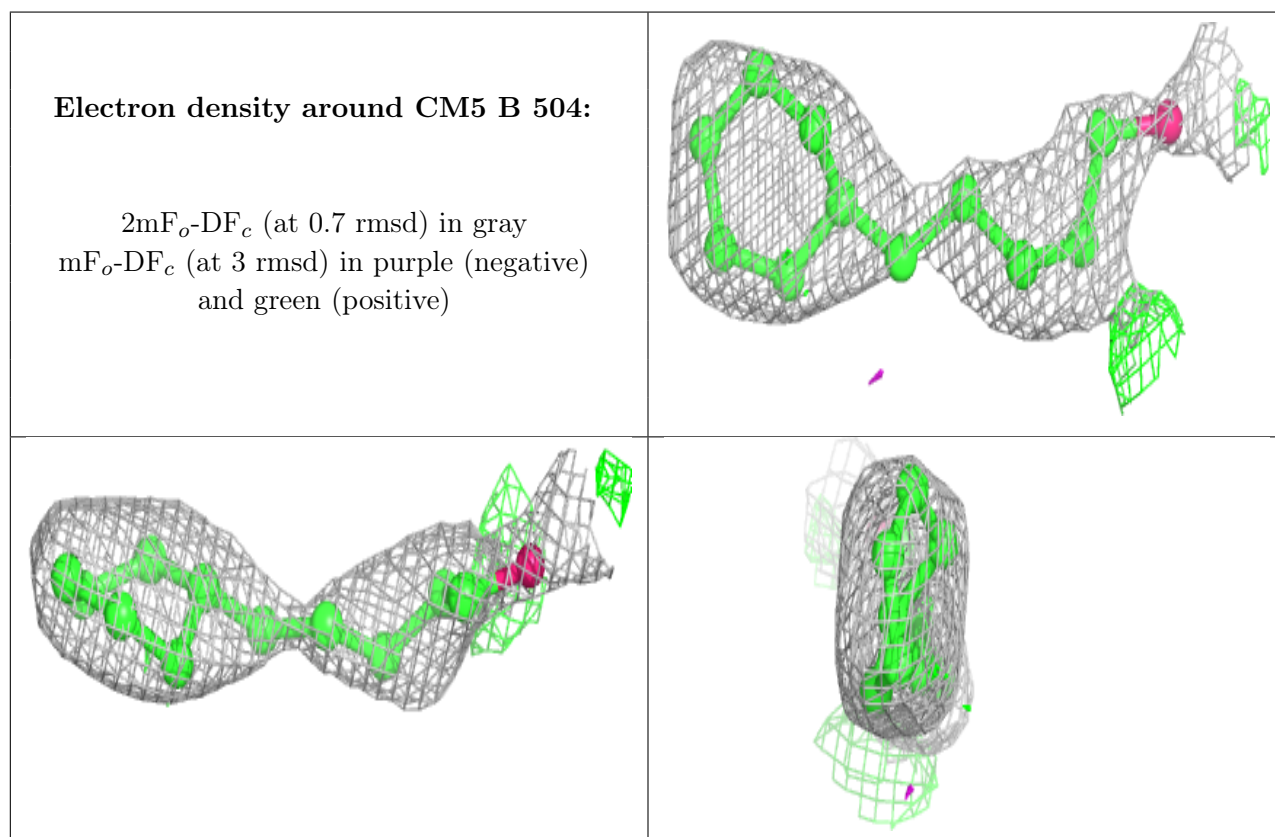 Electron density around CM5 B 504:
2mFo-DFc (at 0.7 rmsd) in gray
mFo-DFc (at 3 rmsd) in purple (negative)
and green (positive)